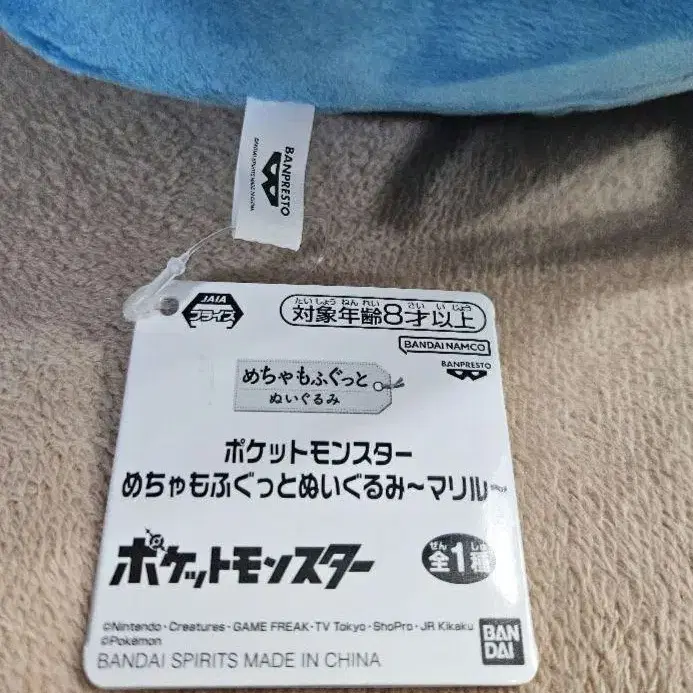 BANPRESTO
JAIA
プライズ
たいしょうねんれい さいいじょう
対象年齢8才以上
BANDAI NAMCO
BANPRESTO
めちゃもふぐっと
ぬいぐるみ
ポケットモンスター
めちゃもふぐっとぬいぐるみ～マリル～
ポケットモンスター
ぜん しゅ
全1種
©Nintendo・Creatures・GAME FREAK・TV Tokyo・ShoPro・JR Kikaku
©Pokémon
BANDAI SPIRITS MADE IN CHINA
BAN
DAI